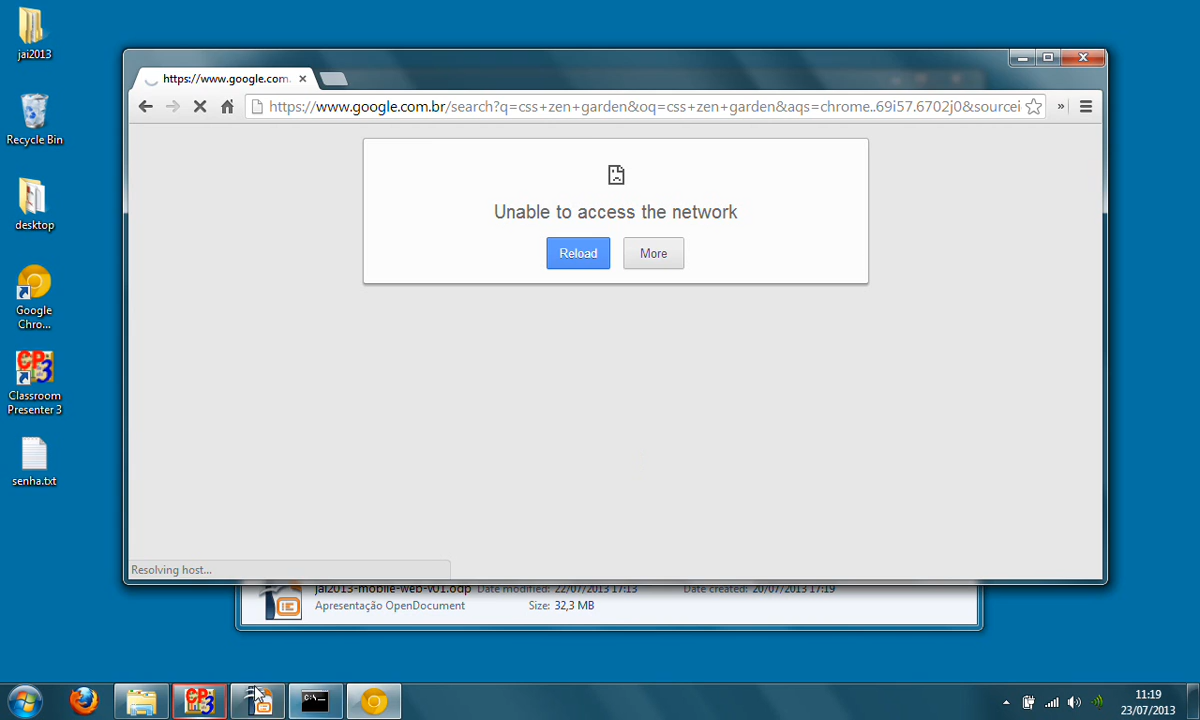 jai2013
Recycle Bin
desktop
Google
Chro...
Classroom
Presenter 3
senha.txt
https://www.google.com.
https://www.google.com.br/search?q=css+zen+garden&oq=css+zen+garden&aqs=chrome..69i57.6702j0&sourcei
»
Unable to access the network
Reload
More
Resolving host...
jai2013-mobile-web-v01.odp Date modified: 22/07/2013 17:13 Date created: 20/07/2013 17:19
Apresentação OpenDocument Size: 32,3 MB
11:19
23/07/2013